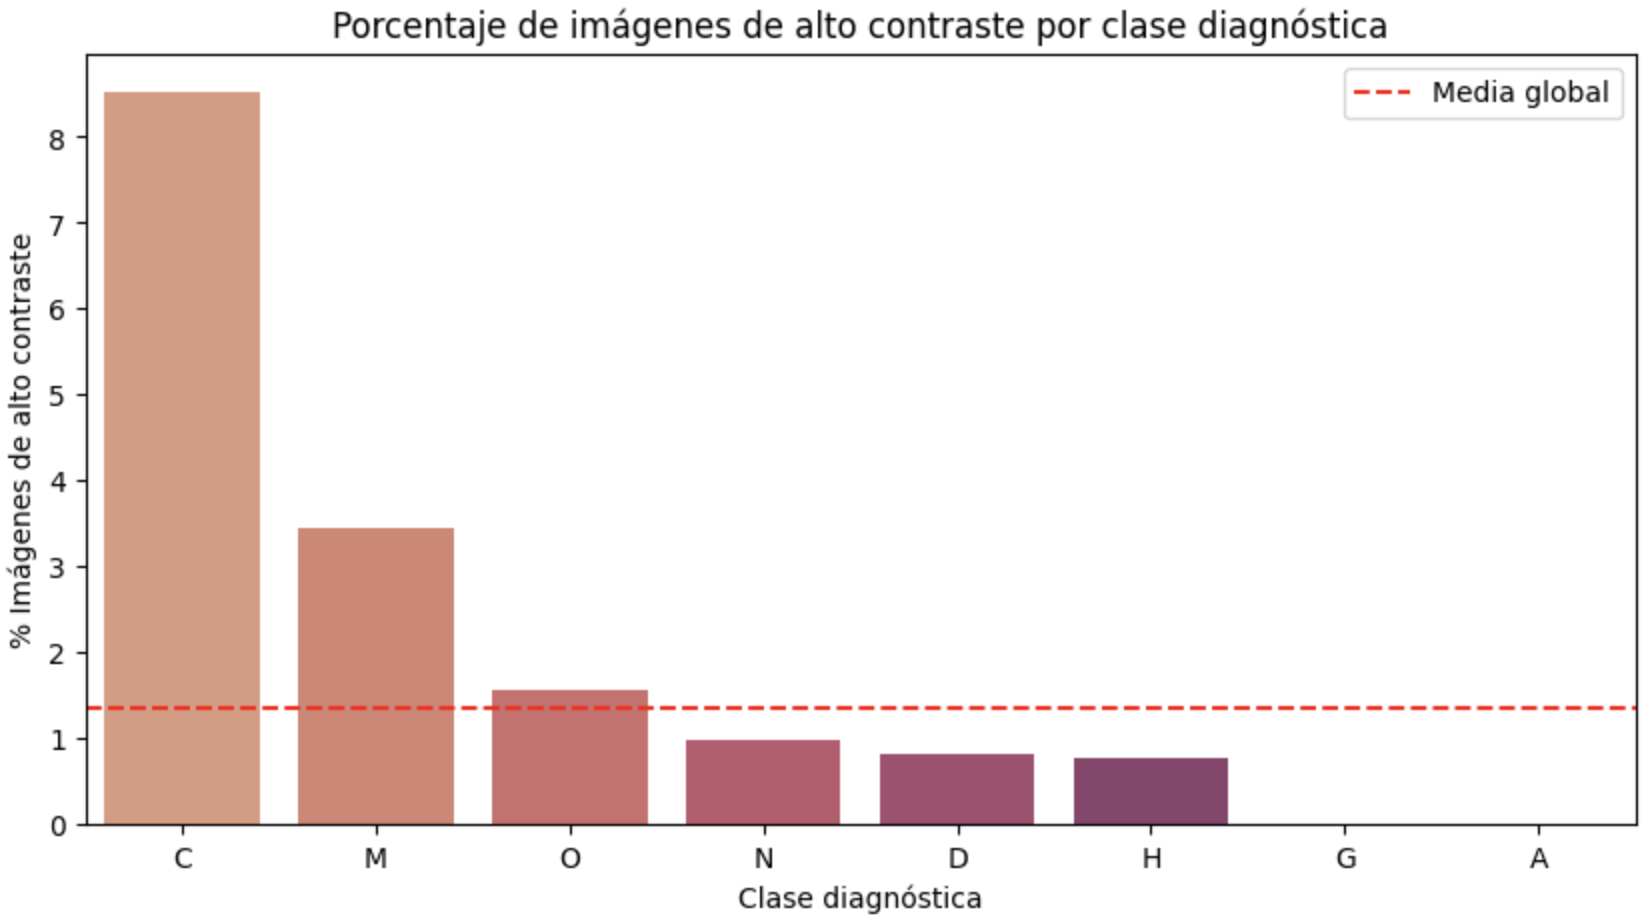 Porcentaje de imágenes de alto contraste por clase diagnóstica
Media global
% Imágenes de alto contraste
8
7
6
5
4
3
2
1
0
C M O N D H G A
Clase diagnóstica